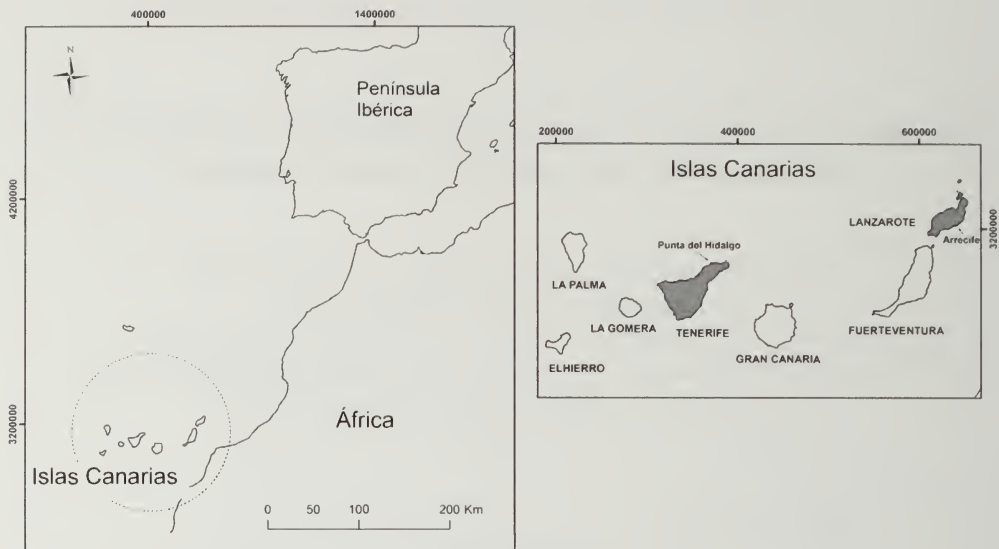 400000 1400000
N
Península
Ibérica
4200000
3200000
África
Islas Canarias
0 50 100 200 Km
200000 400000 600000
Islas Canarias
LANZAROTE
3200000
Arrecife
Punta del Hidalgo
LA PALMA
LA GOMERA
TENERIFE
FUERTEVENTURA
GRAN CANARIA
ELHIERRO